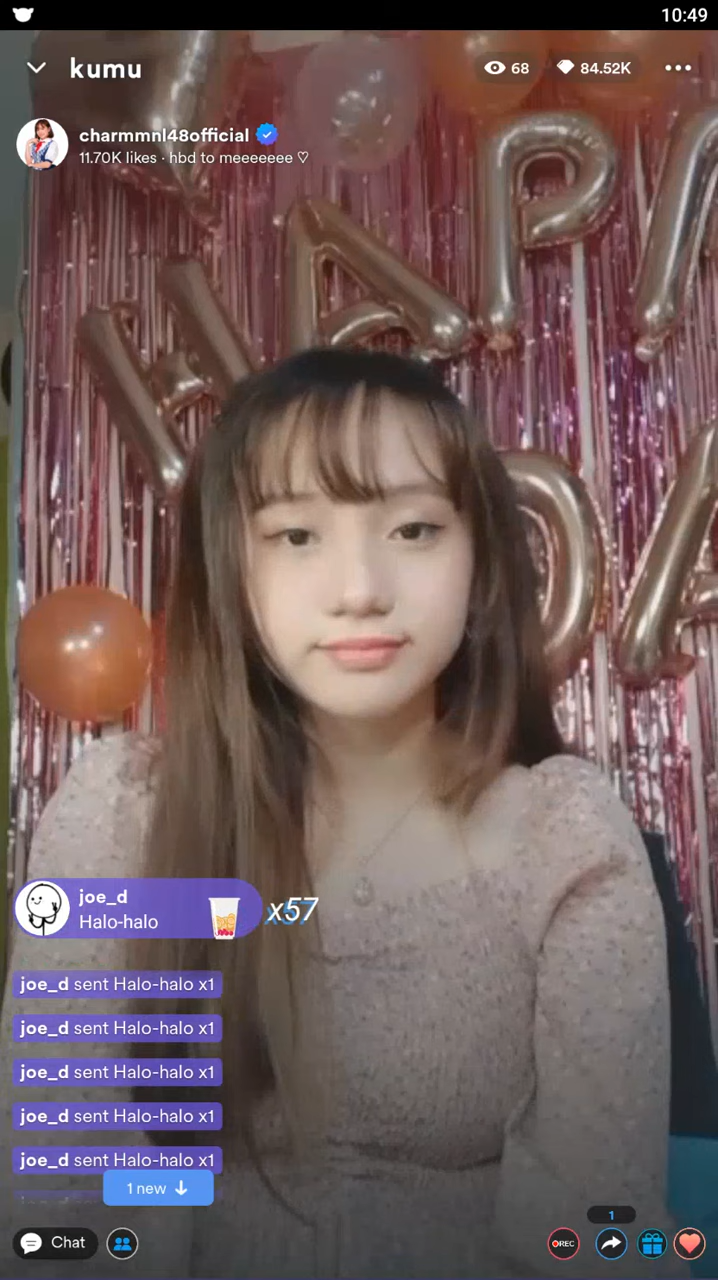 10:49
kumu
68
84.52K
charmmnl48official
11.70K likes · hbd to meeeeeee ♡
HAPP
DA
joe_d
Halo-halo
x57
joe_d sent Halo-halo x1
joe_d sent Halo-halo x1
joe_d sent Halo-halo x1
joe_d sent Halo-halo x1
joe_d sent Halo-halo x1
1 new ↓
1
Chat
REC